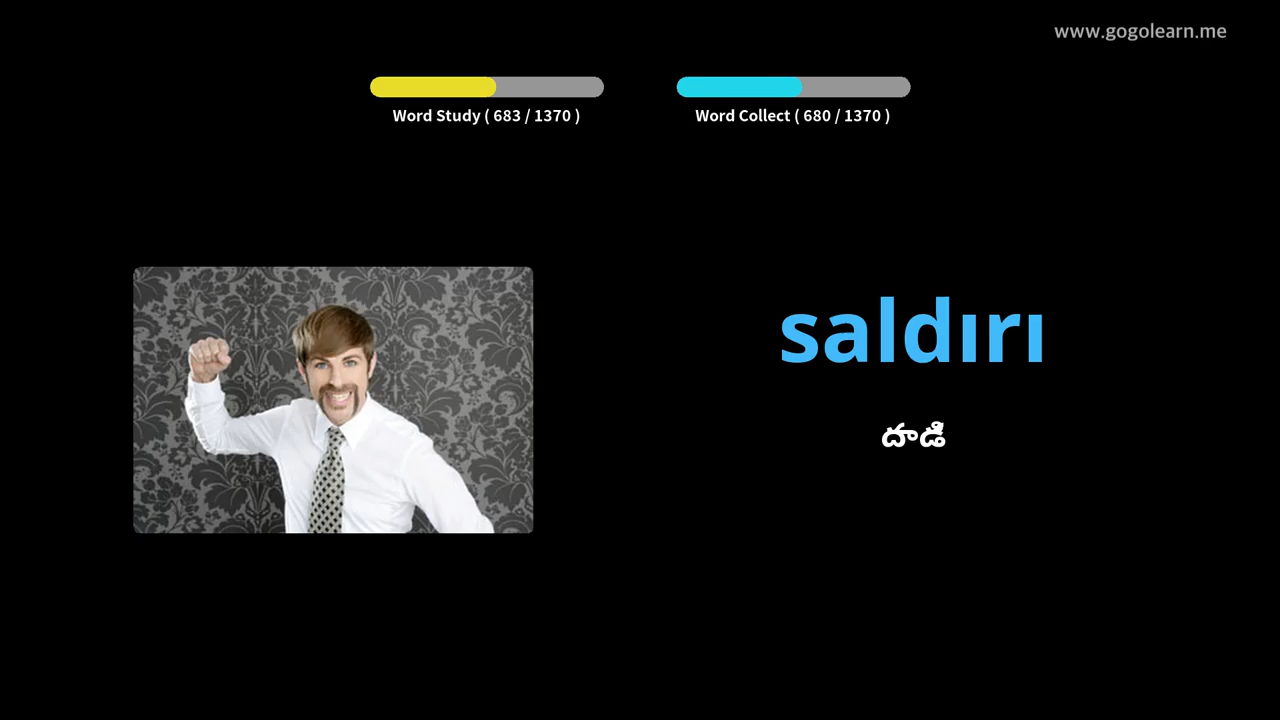 www.gogolearn.me
Word Study ( 683 / 1370 )
Word Collect ( 680 / 1370 )
saldırı
దాడి